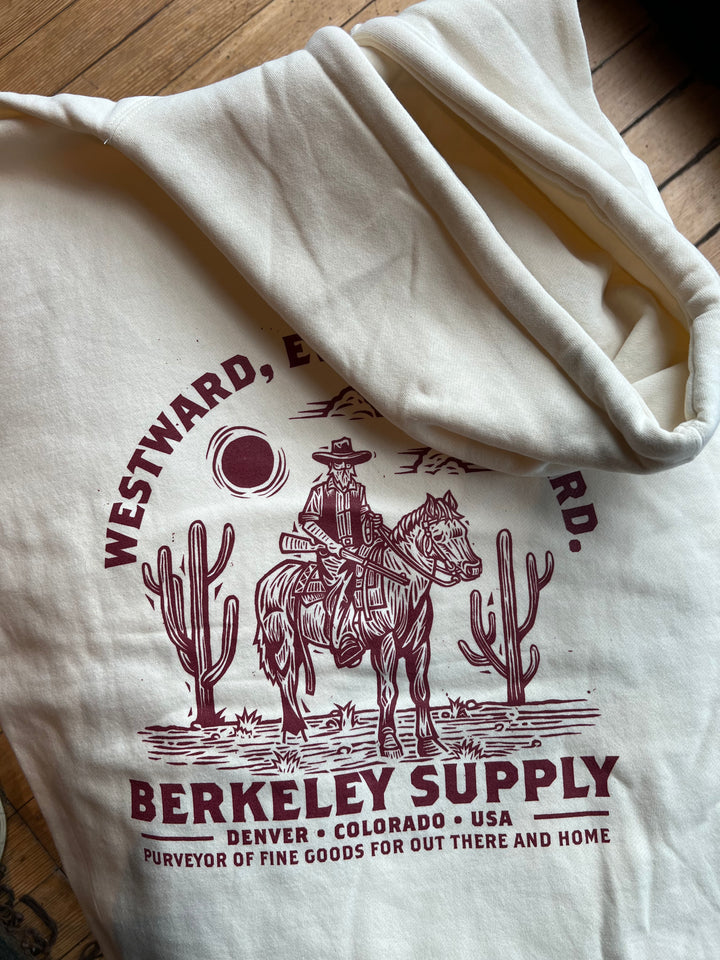 WESTWARD,
BERKELEY SUPPLY
DENVER • COLORADO • USA
PURVEYOR OF FINE GOODS FOR OUT THERE AND HOME